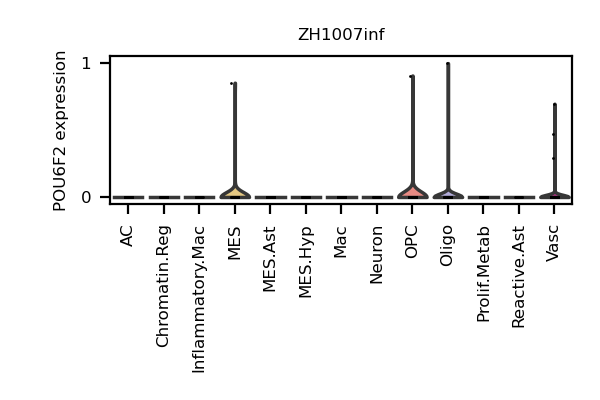 ZH1007inf
POU6F2 expression
1
0
AC
Chromatin.Reg
Inflammatory.Mac
MES
MES.Ast
MES.Hyp
Mac
Neuron
OPC
Oligo
Prolif.Metab
Reactive.Ast
Vasc